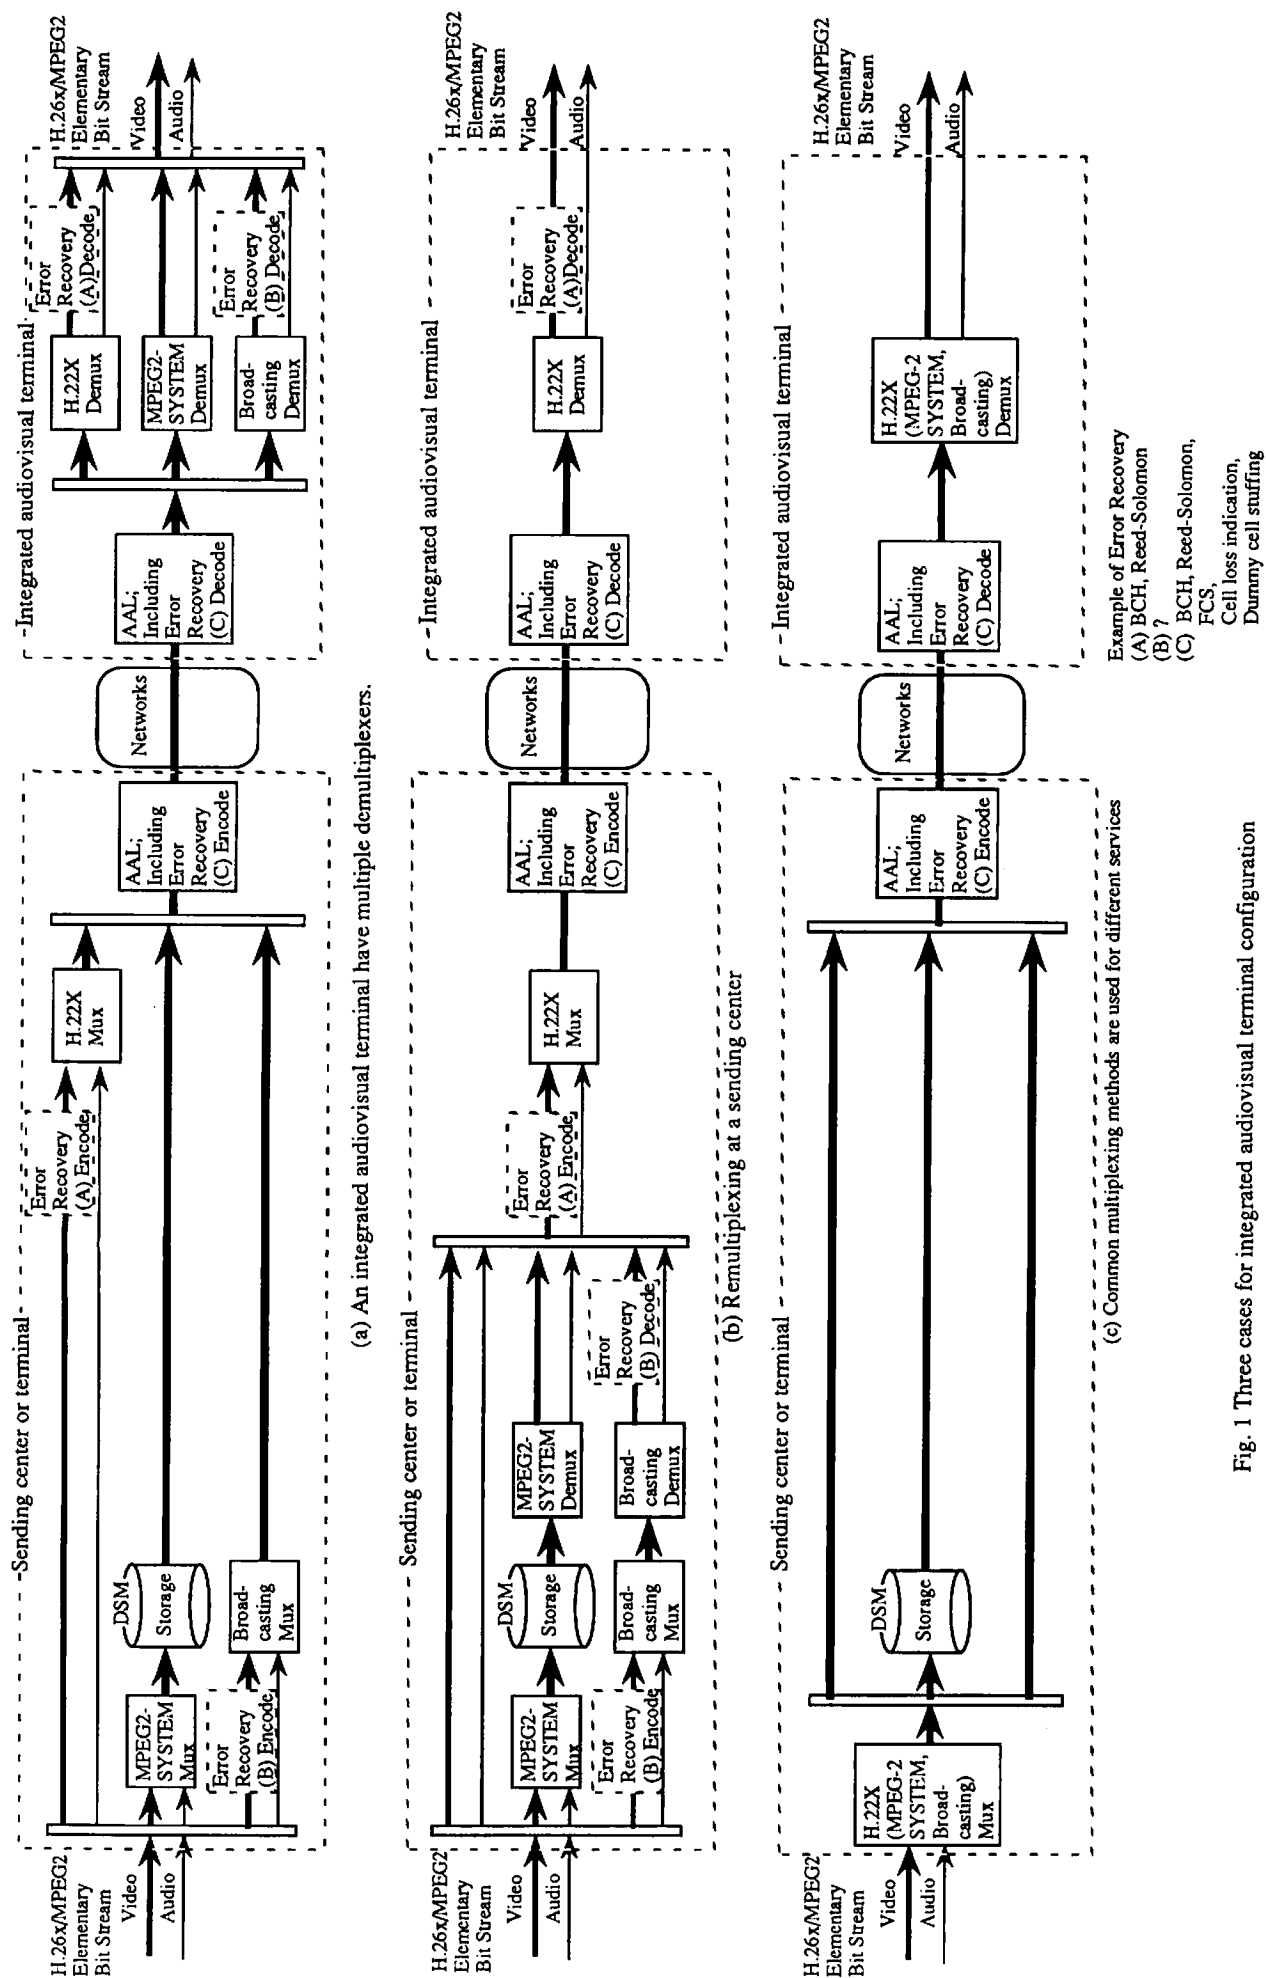 H.26x/MPEG2
Elementary
Bit Stream
Video
Audio
Sending center or terminal
MPEG2-
SYSTEM
Mux
DSM
Storage
Error
Recovery
(B) Encode
Broad-
casting
Mux
Error
Recovery
(A) Encode
H.22X
Mux
AAL;
Including
Error
Recovery
(C) Encode
Networks
Integrated audiovisual terminal
AAL;
Including
Error
Recovery
(C) Decode
H.22X
Demux
MPEG2-
SYSTEM
Demux
Broad-
casting
Demux
Error
Recovery
(A)Decode
Error
Recovery
(B) Decode
H.26x/MPEG2
Elementary
Bit Stream
Video
Audio
(a) An integrated audiovisual terminal have multiple demultiplexers.
H.26x/MPEG2
Elementary
Bit Stream
Video
Audio
Sending center or terminal
MPEG2-
SYSTEM
Mux
DSM
Storage
MPEG2-
SYSTEM
Demux
Error
Recovery
(B) Encode
Broad-
casting
Mux
Broad-
casting
Demux
Error
Recovery
(B) Decode
Error
Recovery
(A) Encode
H.22X
Mux
AAL;
Including
Error
Recovery
(C) Encode
Networks
Integrated audiovisual terminal
AAL;
Including
Error
Recovery
(C) Decode
H.22X
Demux
Error
Recovery
(A)Decode
H.26x/MPEG2
Elementary
Bit Stream
Video
Audio
(b) Remultiplexing at a sending center
H.26x/MPEG2
Elementary
Bit Stream
Video
Audio
Sending center or terminal
H.22X
(MPEG-2
SYSTEM,
Broad-
casting)
Mux
DSM
Storage
AAL;
Including
Error
Recovery
(C) Encode
Networks
Integrated audiovisual terminal
AAL;
Including
Error
Recovery
(C) Decode
H.22X
(MPEG-2
SYSTEM,
Broad-
casting)
Demux
H.26x/MPEG2
Elementary
Bit Stream
Video
Audio
(c) Common multiplexing methods are used for different services
Example of Error Recovery
(A) BCH, Reed-Solomon
(B) ?
(C) BCH, Reed-Solomon,
FCS,
Cell loss indication,
Dummy cell stuffing
Fig. 1 Three cases for integrated audiovisual terminal configuration